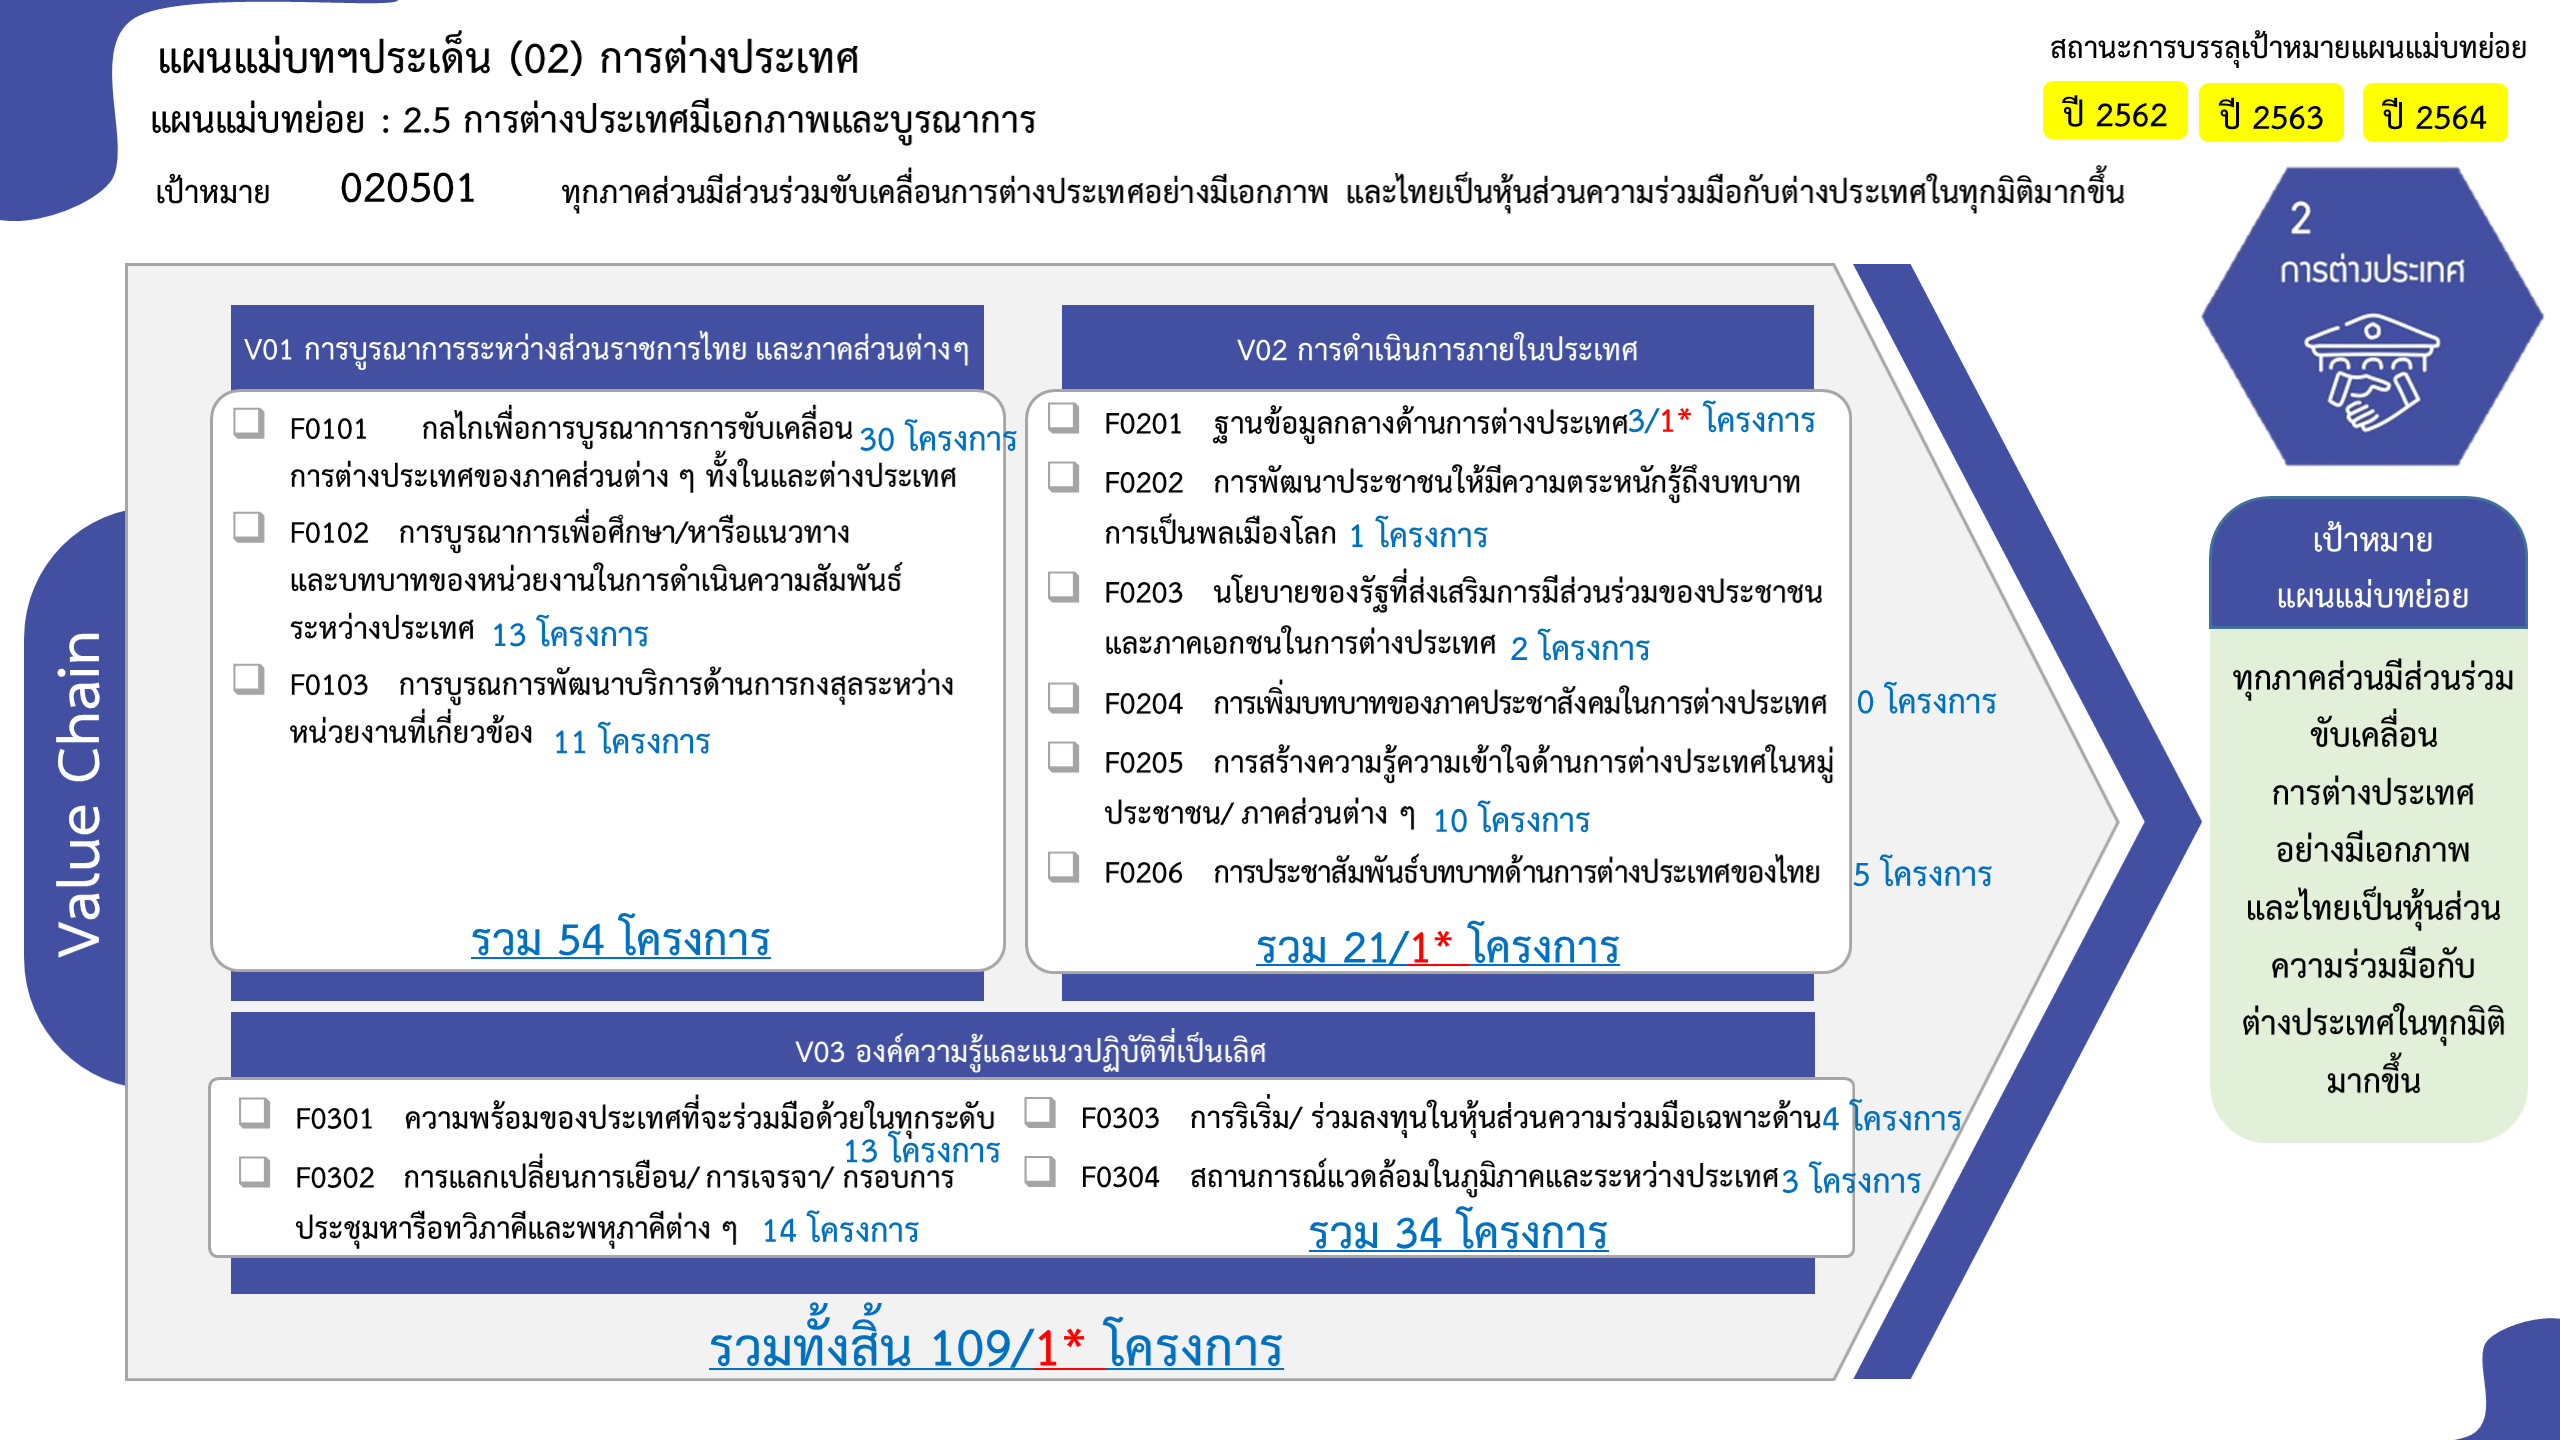 แผนแม่บทฯประเด็น (02) การต่างประเทศ
แผนแม่บทย่อย : 2.5 การต่างประเทศมีเอกภาพและบูรณาการ
เป้าหมาย 020501 ทุกภาคส่วนมีส่วนร่วมขับเคลื่อนการต่างประเทศอย่างมีเอกภาพ และไทยเป็นหุ้นส่วนความร่วมมือกับต่างประเทศในทุกมิติมากขึ้น
สถานะการบรรลุเป้าหมายแผนแม่บทย่อย
ปี 2562 ปี 2563 ปี 2564
2
การต่างประเทศ
Value Chain
V01 การบูรณาการระหว่างส่วนราชการไทย และภาคส่วนต่างๆ
F0101 กลไกเพื่อการบูรณาการการขับเคลื่อน 30 โครงการ
การต่างประเทศของภาคส่วนต่าง ๆ ทั้งในและต่างประเทศ
F0102 การบูรณาการเพื่อศึกษา/หารือแนวทาง
และบทบาทของหน่วยงานในการดำเนินความสัมพันธ์
ระหว่างประเทศ 13 โครงการ
F0103 การบูรณการพัฒนาบริการด้านการกงสุลระหว่าง
หน่วยงานที่เกี่ยวข้อง 11 โครงการ
รวม 54 โครงการ
V02 การดำเนินการภายในประเทศ
F0201 ฐานข้อมูลกลางด้านการต่างประเทศ 3/1* โครงการ
F0202 การพัฒนาประชาชนให้มีความตระหนักรู้ถึงบทบาท
การเป็นพลเมืองโลก 1 โครงการ
F0203 นโยบายของรัฐที่ส่งเสริมการมีส่วนร่วมของประชาชน
และภาคเอกชนในการต่างประเทศ 2 โครงการ
F0204 การเพิ่มบทบาทของภาคประชาสังคมในการต่างประเทศ 0 โครงการ
F0205 การสร้างความรู้ความเข้าใจด้านการต่างประเทศในหมู่
ประชาชน/ ภาคส่วนต่าง ๆ 10 โครงการ
F0206 การประชาสัมพันธ์บทบาทด้านการต่างประเทศของไทย 5 โครงการ
รวม 21/1* โครงการ
V03 องค์ความรู้และแนวปฏิบัติที่เป็นเลิศ
F0301 ความพร้อมของประเทศที่จะร่วมมือด้วยในทุกระดับ
13 โครงการ
F0302 การแลกเปลี่ยนการเยือน/ การเจรจา/ กรอบการ
ประชุมหารือทวิภาคีและพหุภาคีต่าง ๆ 14 โครงการ
F0303 การริเริ่ม/ ร่วมลงทุนในหุ้นส่วนความร่วมมือเฉพาะด้าน 4 โครงการ
F0304 สถานการณ์แวดล้อมในภูมิภาคและระหว่างประเทศ 3 โครงการ
รวม 34 โครงการ
รวมทั้งสิ้น 109/1* โครงการ
เป้าหมาย
แผนแม่บทย่อย
ทุกภาคส่วนมีส่วนร่วม
ขับเคลื่อน
การต่างประเทศ
อย่างมีเอกภาพ
และไทยเป็นหุ้นส่วน
ความร่วมมือกับ
ต่างประเทศในทุกมิติ
มากขึ้น